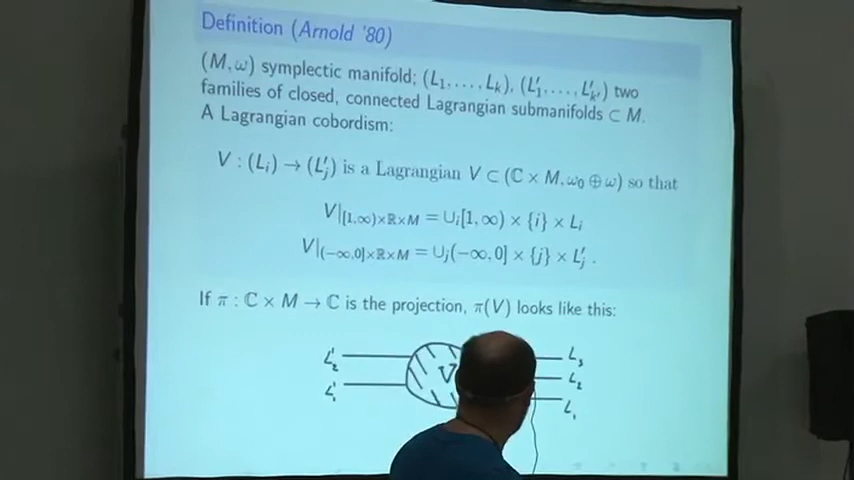 Definition (Arnold '80)
(M, ω) symplectic manifold; (L₁, . . . , Lₖ), (L′₁, . . . , L′ₖ′) two
families of closed, connected Lagrangian submanifolds ⊂ M.
A Lagrangian cobordism:
V : (Lᵢ) → (L′ⱼ) is a Lagrangian V ⊂ (ℂ × M, ω₀ ⊕ ω) so that
V|[1,∞)×ℝ×M = ∪ᵢ[1, ∞) × {i} × Lᵢ
V|(−∞,0]×ℝ×M = ∪ⱼ(−∞, 0] × {j} × L′ⱼ .
If π : ℂ × M → ℂ is the projection, π(V) looks like this:
L′₂ L₃
V L₂
L′₁ L₁